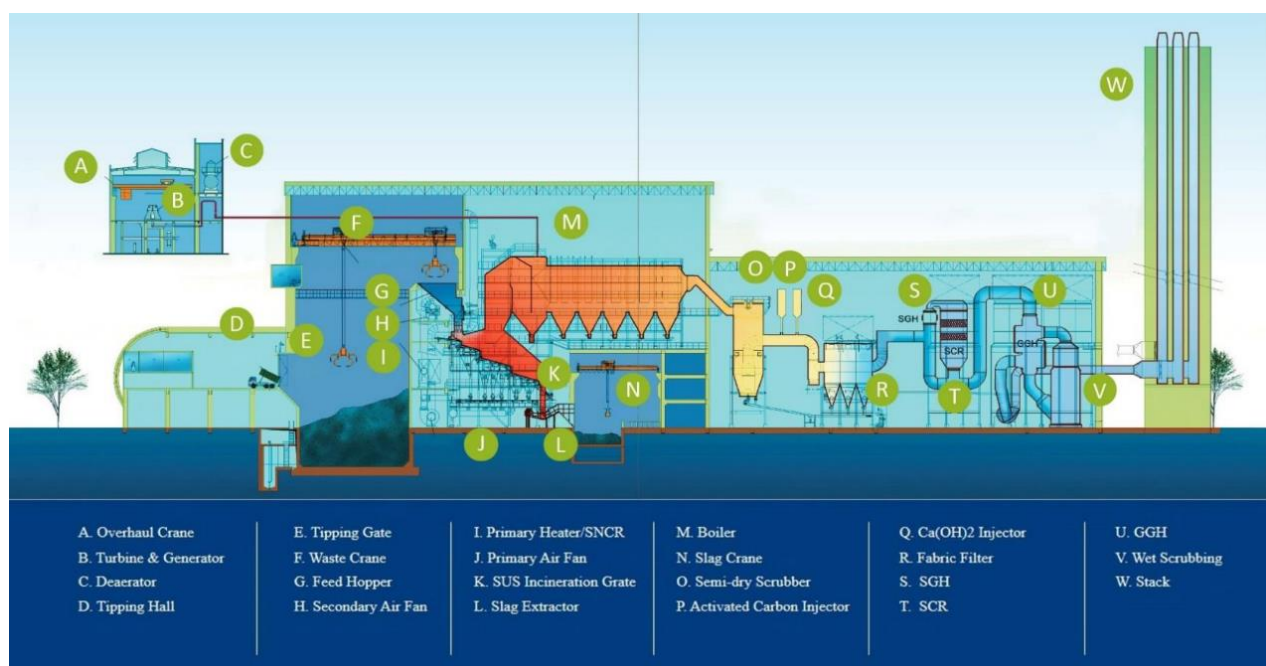 W
A
C
B
F
M
O
P
Q
G
S
U
H
SGH
D
E
I
GGH
SCR
K
N
R
T
V
J
L
A. Overhaul Crane
B. Turbine & Generator
C. Deaerator
D. Tipping Hall
E. Tipping Gate
F. Waste Crane
G. Feed Hopper
H. Secondary Air Fan
I. Primary Heater/SNCR
J. Primary Air Fan
K. SUS Incineration Grate
L. Slag Extractor
M. Boiler
N. Slag Crane
O. Semi-dry Scrubber
P. Activated Carbon Injector
Q. Ca(OH)2 Injector
R. Fabric Filter
S. SGH
T. SCR
U. GGH
V. Wet Scrubbing
W. Stack